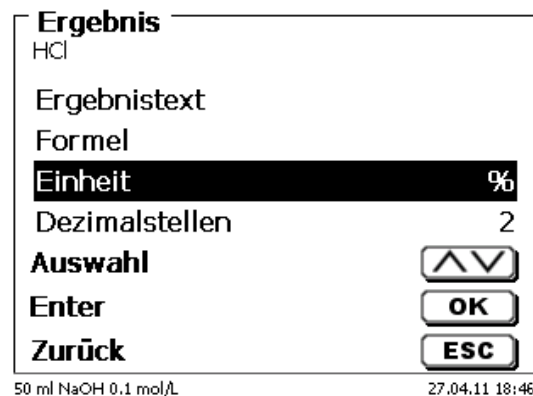 Ergebnis
HCl
Ergebnistext
Formel
Einheit %
Dezimalstellen 2
Auswahl
Enter OK
Zurück ESC
50 ml NaOH 0.1 mol/L 27.04.11 18:46